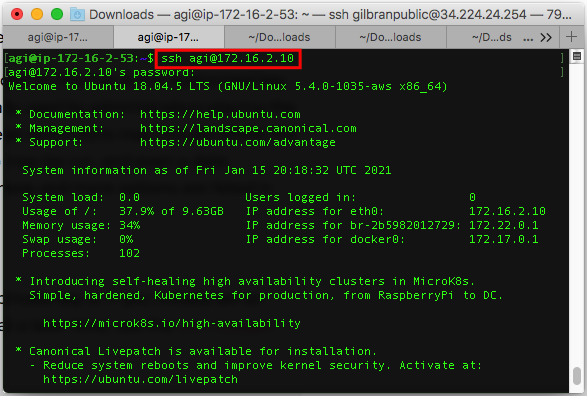 Downloads — agi@ip-172-16-2-53: ~ — ssh gilbranpublic@34.224.24.254 — 79...
agi@ip-17... agi@ip-17... ~/Do...loads ~/Do...loads ~/D...ds ... >> +
[agi@ip-172-16-2-53:~$ ssh agi@172.16.2.10 ]
[agi@172.16.2.10's password: ]
Welcome to Ubuntu 18.04.5 LTS (GNU/Linux 5.4.0-1035-aws x86_64)
* Documentation: https://help.ubuntu.com
* Management: https://landscape.canonical.com
* Support: https://ubuntu.com/advantage
System information as of Fri Jan 15 20:18:32 UTC 2021
System load: 0.0 Users logged in: 0
Usage of /: 37.9% of 9.63GB IP address for eth0: 172.16.2.10
Memory usage: 34% IP address for br-2b5982012729: 172.22.0.1
Swap usage: 0% IP address for docker0: 172.17.0.1
Processes: 102
* Introducing self-healing high availability clusters in MicroK8s.
Simple, hardened, Kubernetes for production, from RaspberryPi to DC.
https://microk8s.io/high-availability
* Canonical Livepatch is available for installation.
- Reduce system reboots and improve kernel security. Activate at:
https://ubuntu.com/livepatch